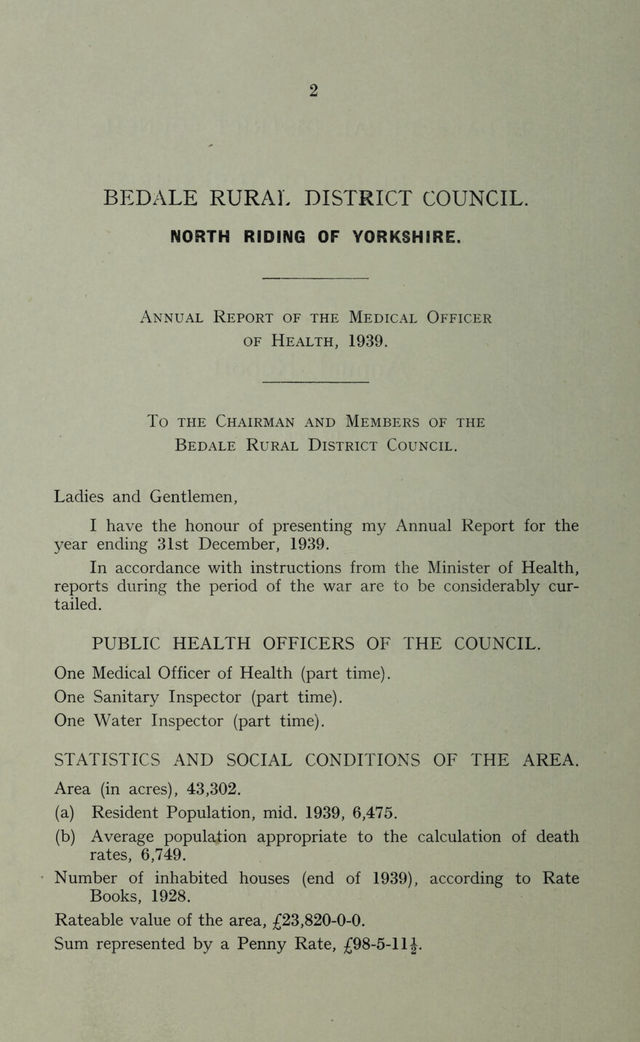 2
BEDALE RURAL DISTRICT COUNCIL.
NORTH RIDING OF YORKSHIRE.
Annual Report of the Medical Officer
of Health, 1939.
To the Chairman and Members of the
Bedale Rural District Council.
Ladies and Gentlemen,
I have the honour of presenting my Annual Report for the
year ending 31st December, 1939.
In accordance with instructions from the Minister of Health,
reports during the period of the war are to be considerably cur-
tailed.
PUBLIC HEALTH OFFICERS OF THE COUNCIL.
One Medical Officer of Health (part time).
One Sanitary Inspector (part time).
One Water Inspector (part time).
STATISTICS AND SOCIAL CONDITIONS OF THE AREA.
Area (in acres), 43,302.
(a) Resident Population, mid. 1939, 6,475.
(b) Average population appropriate to the calculation of death
rates, 6,749.
Number of inhabited houses (end of 1939), according to Rate
Books, 1928.
Rateable value of the area, £23,820-0-0.
Sum represented by a Penny Rate, £98-5-11½.